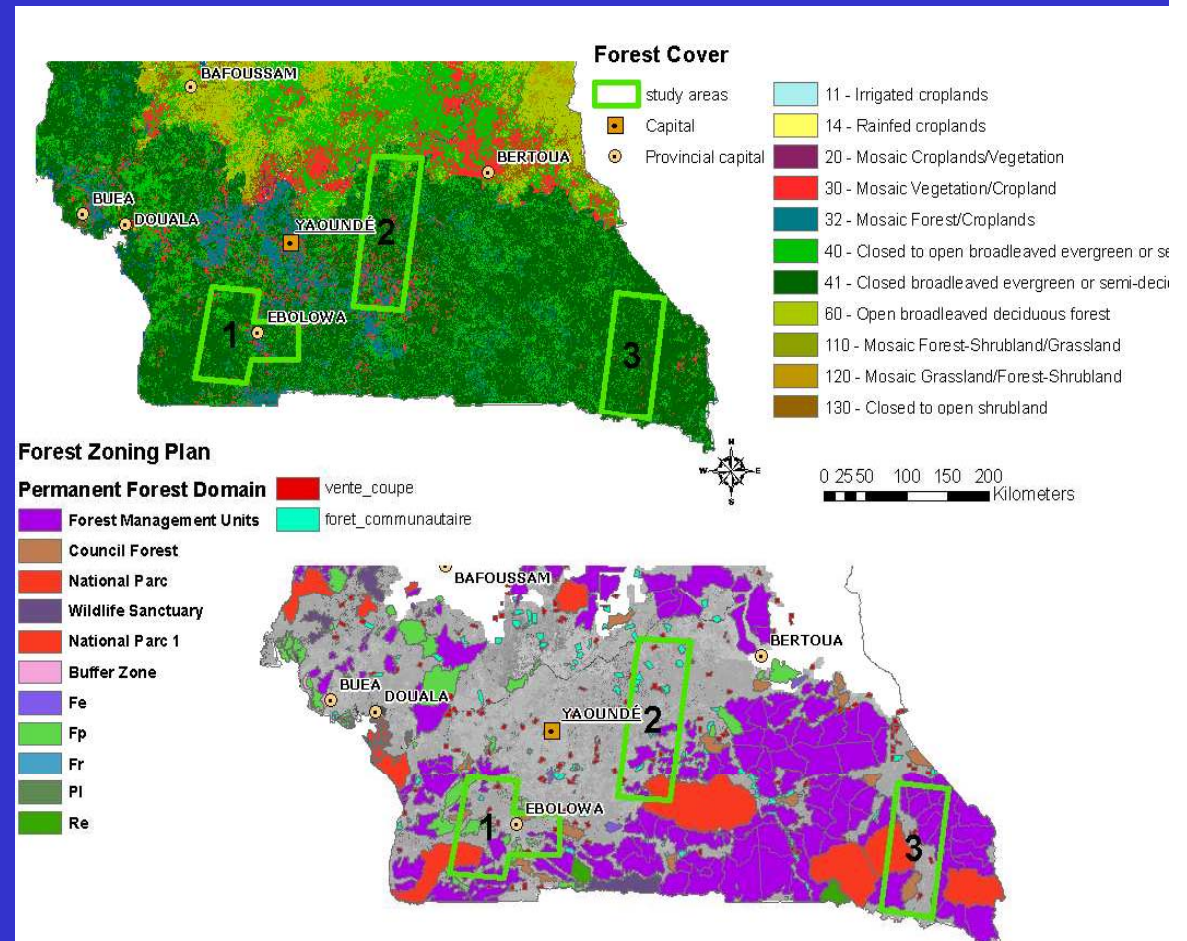 Forest Cover
study areas
Capital
Provincial capital
11 - Irrigated croplands
14 - Rainfed croplands
20 - Mosaic Croplands/Vegetation
30 - Mosaic Vegetation/Cropland
32 - Mosaic Forest/Croplands
40 - Closed to open broadleaved evergreen or se
41 - Closed broadleaved evergreen or semi-deci
60 - Open broadleaved deciduous forest
110 - Mosaic Forest-Shrubland/Grassland
120 - Mosaic Grassland/Forest-Shrubland
130 - Closed to open shrubland
BAFOUSSAM
BERTOUA
BUEA
DOUALA
YAOUNDÉ
2
EBOLOWA
1
3
N
W
E
S
0 25 50 100 150 200
Kilometers
Forest Zoning Plan
Permanent Forest Domain
Forest Management Units
Council Forest
National Parc
Wildlife Sanctuary
National Parc 1
Buffer Zone
Fe
Fp
Fr
Pl
Re
vente_coupe
foret_communautaire
BAFOUSSAM
BERTOUA
BUEA
DOUALA
YAOUNDÉ
2
EBOLOWA
1
3